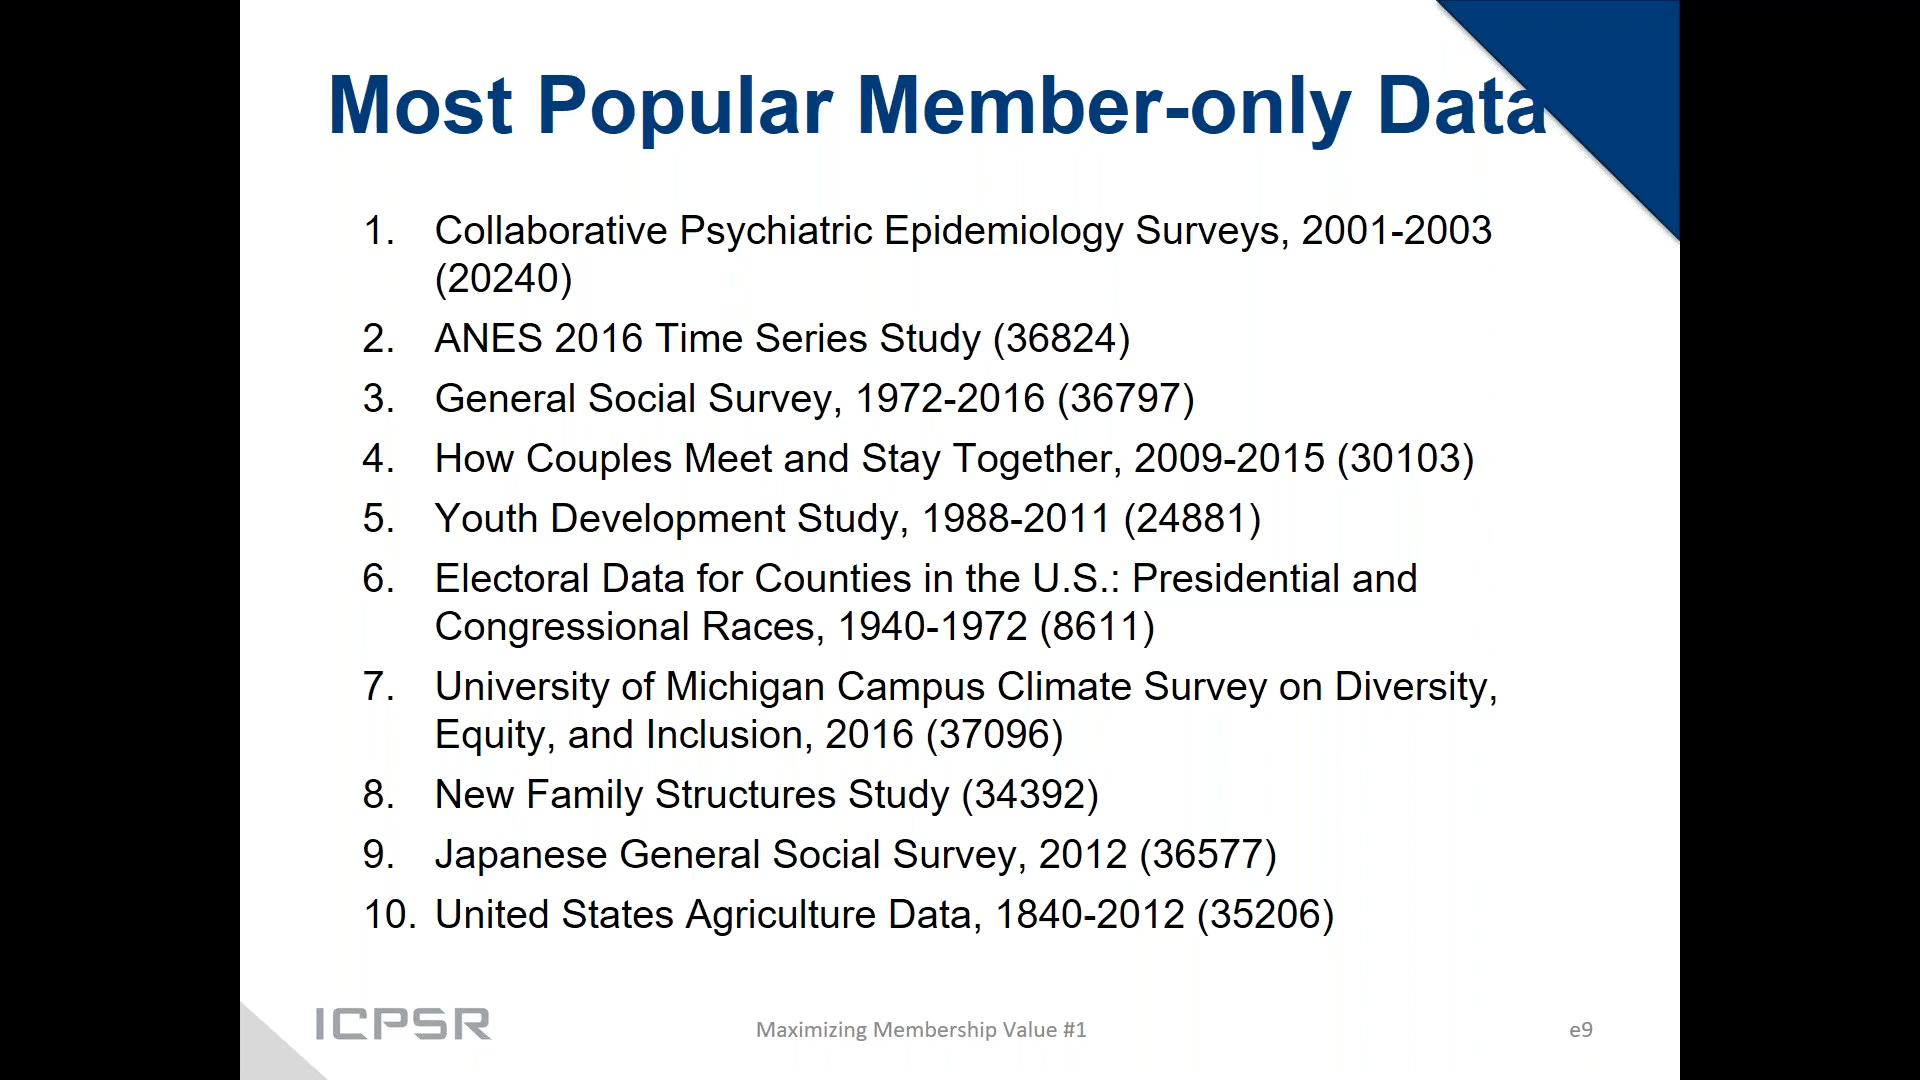 Most Popular Member-only Data
1. Collaborative Psychiatric Epidemiology Surveys, 2001-2003
(20240)
2. ANES 2016 Time Series Study (36824)
3. General Social Survey, 1972-2016 (36797)
4. How Couples Meet and Stay Together, 2009-2015 (30103)
5. Youth Development Study, 1988-2011 (24881)
6. Electoral Data for Counties in the U.S.: Presidential and
Congressional Races, 1940-1972 (8611)
7. University of Michigan Campus Climate Survey on Diversity,
Equity, and Inclusion, 2016 (37096)
8. New Family Structures Study (34392)
9. Japanese General Social Survey, 2012 (36577)
10. United States Agriculture Data, 1840-2012 (35206)
ICPSR
Maximizing Membership Value #1
e9